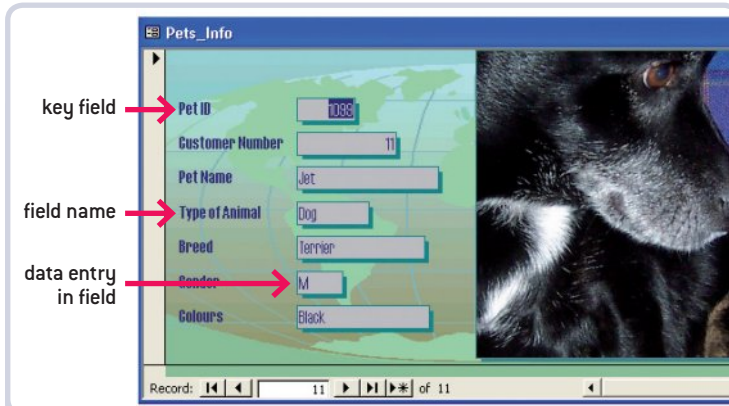 Pets_Info
key field
Pet ID 1098
Customer Number 11
Pet Name Jet
field name
Type of Animal Dog
Breed Terrier
data entry
in field
Gender M
Colours Black
Record: 11 of 11